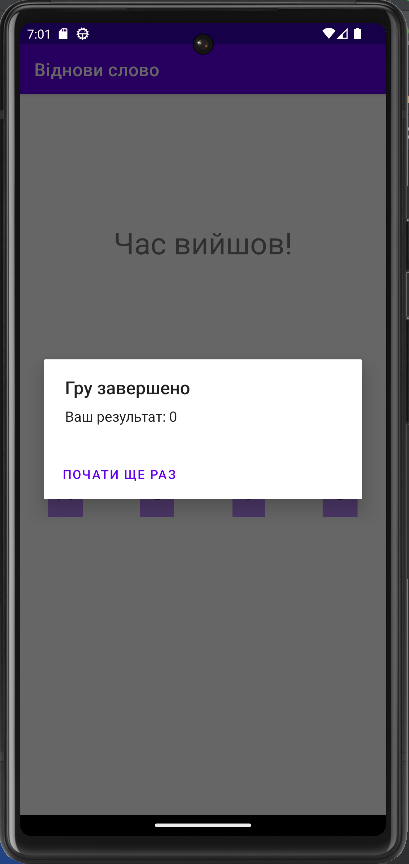 7:01
Віднови слово
Час вийшов!
Гру завершено
Ваш результат: 0
ПОЧАТИ ЩЕ РАЗ